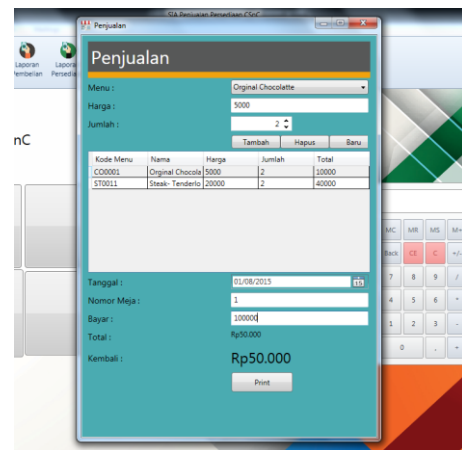 SIA Penjualan Persediaan CSnC
Penjualan
Laporan
Pembelian
Laporan
Persedia
nC
Penjualan
Menu :
Orginal Chocolatte
Harga :
5000
Jumlah :
2
Tambah Hapus Baru
Kode Menu Nama Harga Jumlah Total
CO0001 Orginal Chocola 5000 2 10000
ST0011 Steak- Tenderlo 20000 2 40000
Tanggal :
01/08/2015
15
Nomor Meja :
1
Bayar :
100000
Total :
Rp50.000
Kembali :
Rp50.000
Print
MC MR MS M+
Back CE C +/-
7 8 9 /
4 5 6 *
1 2 3 -
0 . +